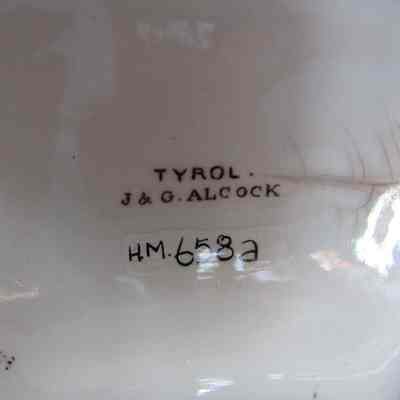 TYROL.
J & G. ALCOCK
HM.658a